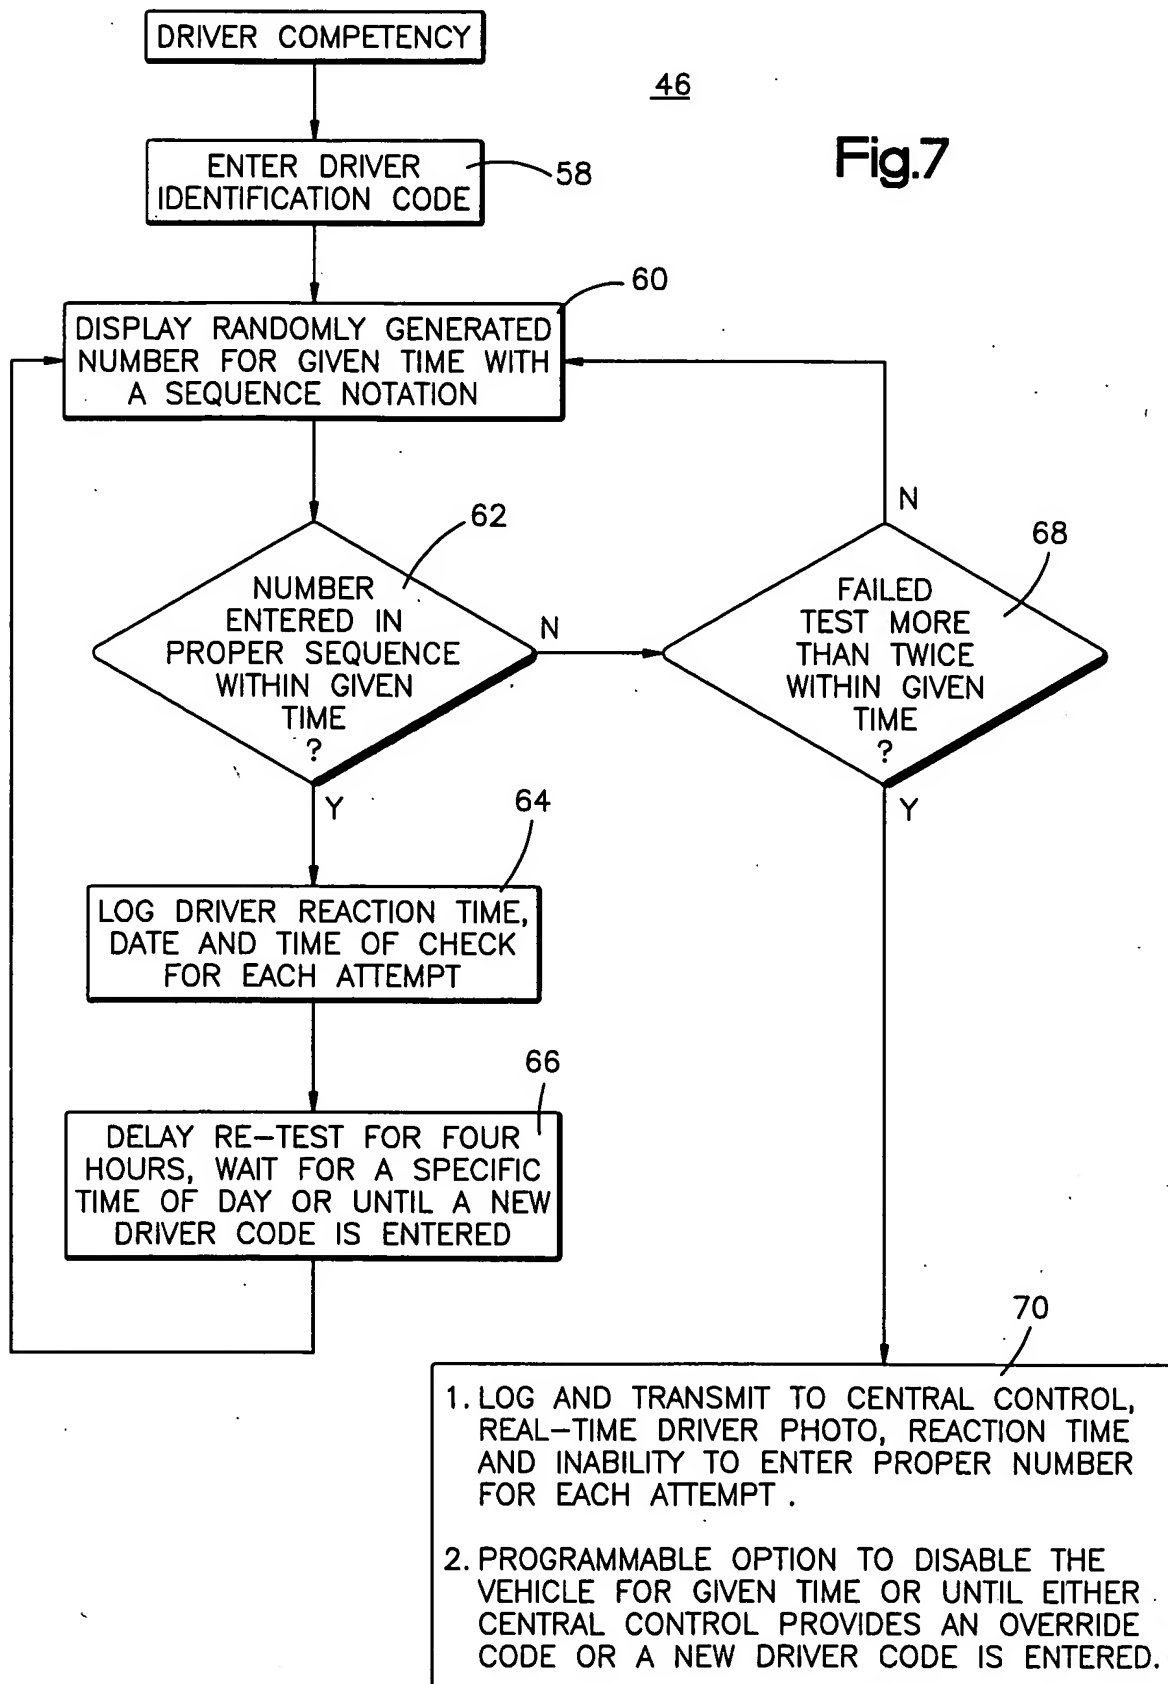 DRIVER COMPETENCY
46
Fig.7
ENTER DRIVER
IDENTIFICATION CODE
58
60
DISPLAY RANDOMLY GENERATED
NUMBER FOR GIVEN TIME WITH
A SEQUENCE NOTATION
62
NUMBER
ENTERED IN
PROPER SEQUENCE
WITHIN GIVEN
TIME
?
N
Y
N
68
FAILED
TEST MORE
THAN TWICE
WITHIN GIVEN
TIME
?
Y
64
LOG DRIVER REACTION TIME,
DATE AND TIME OF CHECK
FOR EACH ATTEMPT
66
DELAY RE-TEST FOR FOUR
HOURS, WAIT FOR A SPECIFIC
TIME OF DAY OR UNTIL A NEW
DRIVER CODE IS ENTERED
70
1. LOG AND TRANSMIT TO CENTRAL CONTROL,
REAL-TIME DRIVER PHOTO, REACTION TIME
AND INABILITY TO ENTER PROPER NUMBER
FOR EACH ATTEMPT .
2. PROGRAMMABLE OPTION TO DISABLE THE
VEHICLE FOR GIVEN TIME OR UNTIL EITHER
CENTRAL CONTROL PROVIDES AN OVERRIDE
CODE OR A NEW DRIVER CODE IS ENTERED.